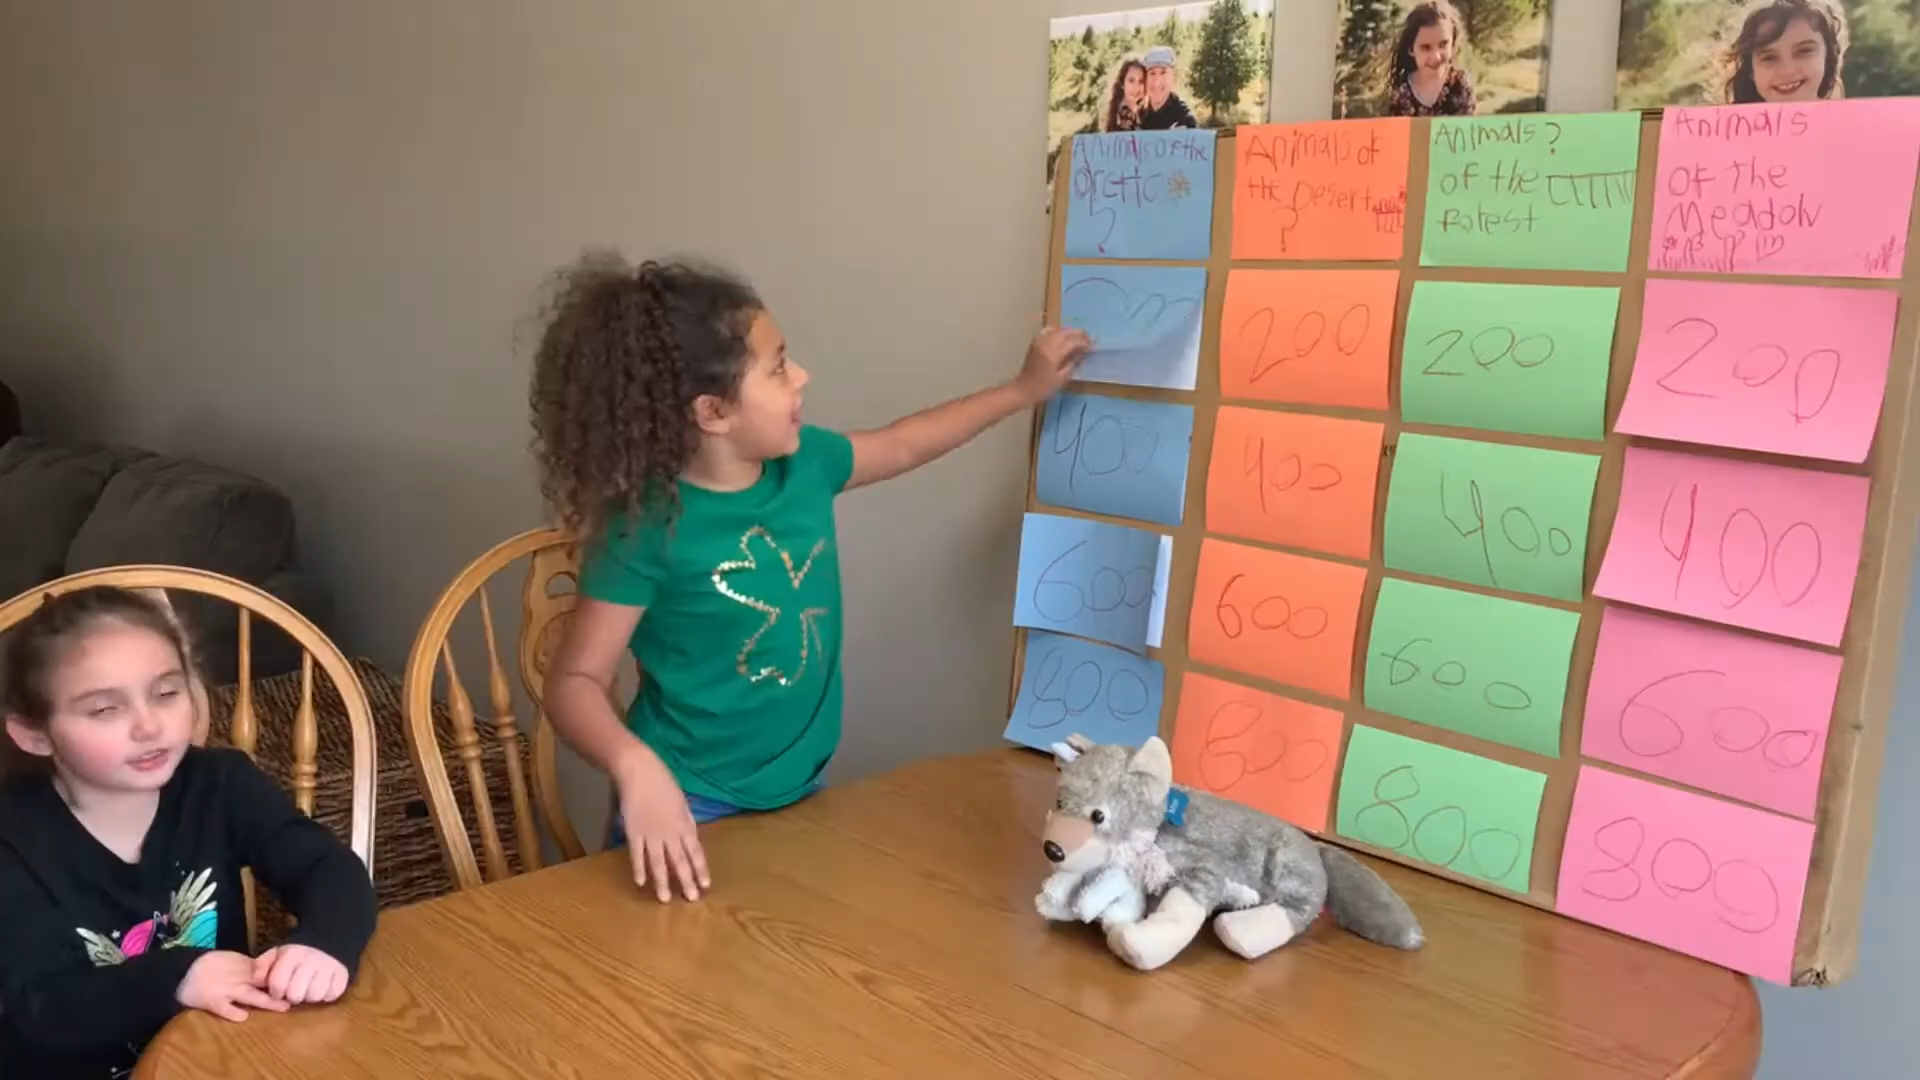 Animals of the
arctic
?
Animals of
the Desert
?
Animals ?
of the
forest
Animals
of the
Meadow
200
200
200
400
400
400
400
600
600
600
600
800
800
800
800